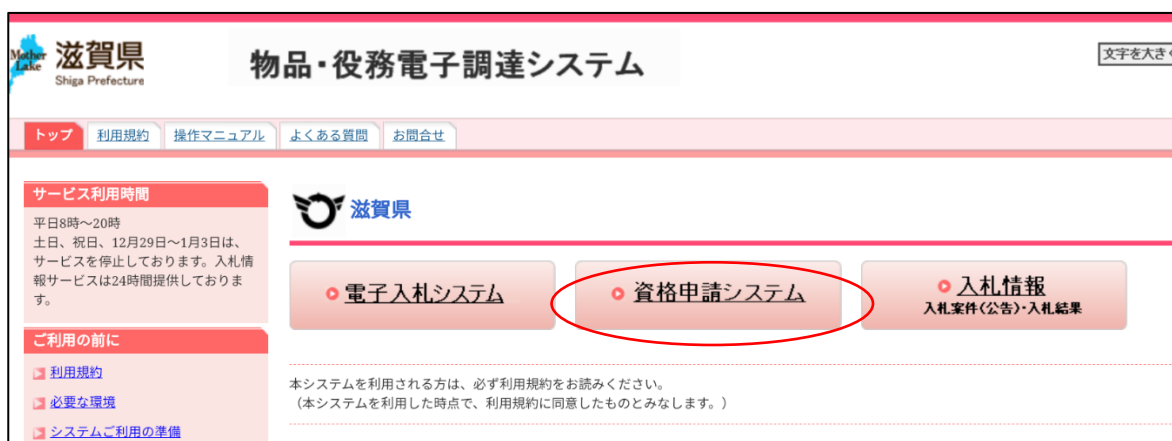 Mother Lake
滋賀県
Shiga Prefecture
物品・役務電子調達システム
文字を大きく
トップ
利用規約
操作マニュアル
よくある質問
お問合せ
サービス利用時間
平日8時～20時
土日、祝日、12月29日～1月3日は、
サービスを停止しております。入札情
報サービスは24時間提供しておりま
す。
ご利用の前に
利用規約
必要な環境
システムご利用の準備
滋賀県
電子入札システム
資格申請システム
入札情報
入札案件(公告)・入札結果
本システムを利用される方は、必ず利用規約をお読みください。
（本システムを利用した時点で、利用規約に同意したものとみなします。）